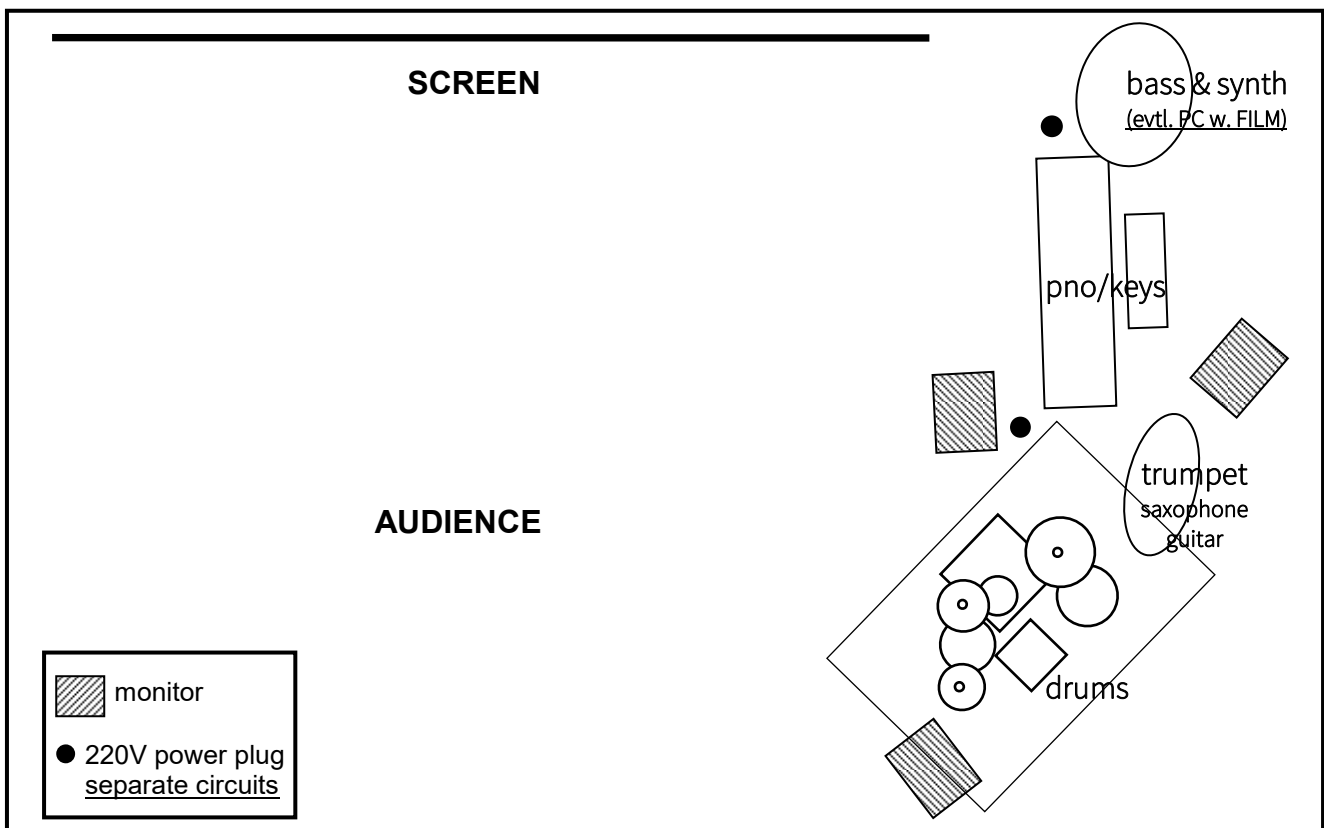 SCREEN
bass & synth
(evtl. PC w. FILM)
pno/keys
trumpet
saxophone
guitar
AUDIENCE
drums
monitor
220V power plug
separate circuits